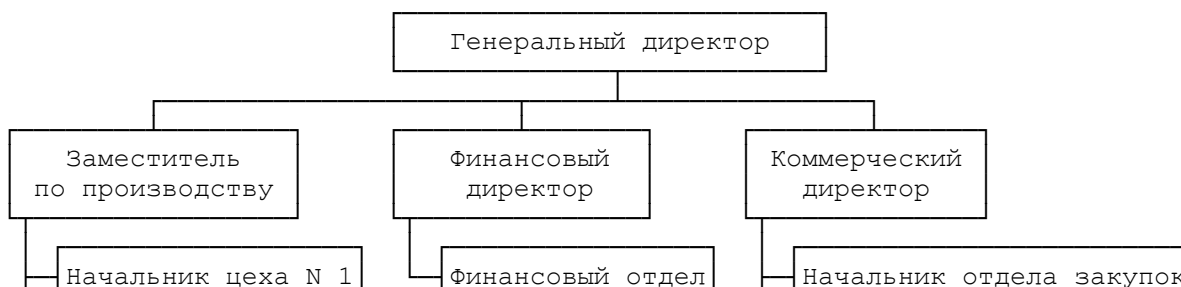 Генеральный директор
Заместитель
по производству
Финансовый
директор
Коммерческий
директор
Начальник цеха N 1
Финансовый отдел
Начальник отдела закупок